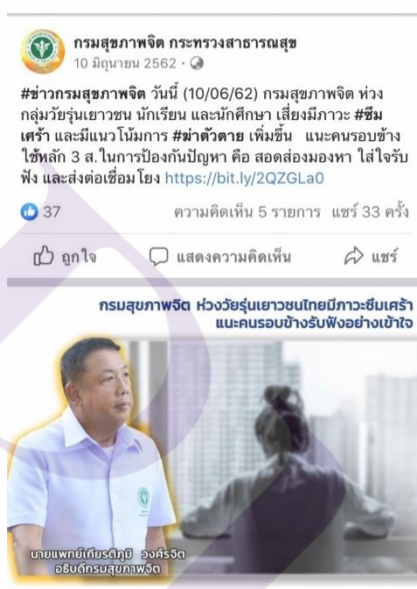 กรมสุขภาพจิต กระทรวงสาธารณสุข
10 มิถุนายน 2562 ·
#ข่าวกรมสุขภาพจิต วันนี้ (10/06/62) กรมสุขภาพจิต ห่วง
กลุ่มวัยรุ่นเยาวชน นักเรียน และนักศึกษา เสี่ยงมีภาวะ #ซึม
เศร้า และมีแนวโน้มการ #ฆ่าตัวตาย เพิ่มขึ้น แนะคนรอบข้าง
ใช้หลัก 3 ส.ในการป้องกันปัญหา คือ สอดส่องมองหา ใส่ใจรับ
ฟัง และส่งต่อเชื่อมโยง https://bit.ly/2QZGLa0
37 ความคิดเห็น 5 รายการ แชร์ 33 ครั้ง
ถูกใจ แสดงความคิดเห็น แชร์
กรมสุขภาพจิต ห่วงวัยรุ่นเยาวชนไทยมีภาวะซึมเศร้า
แนะคนรอบข้างรับฟังอย่างเข้าใจ
นายแพทย์เกียรติภูมิ วงศ์รจิต
อธิบดีกรมสุขภาพจิต